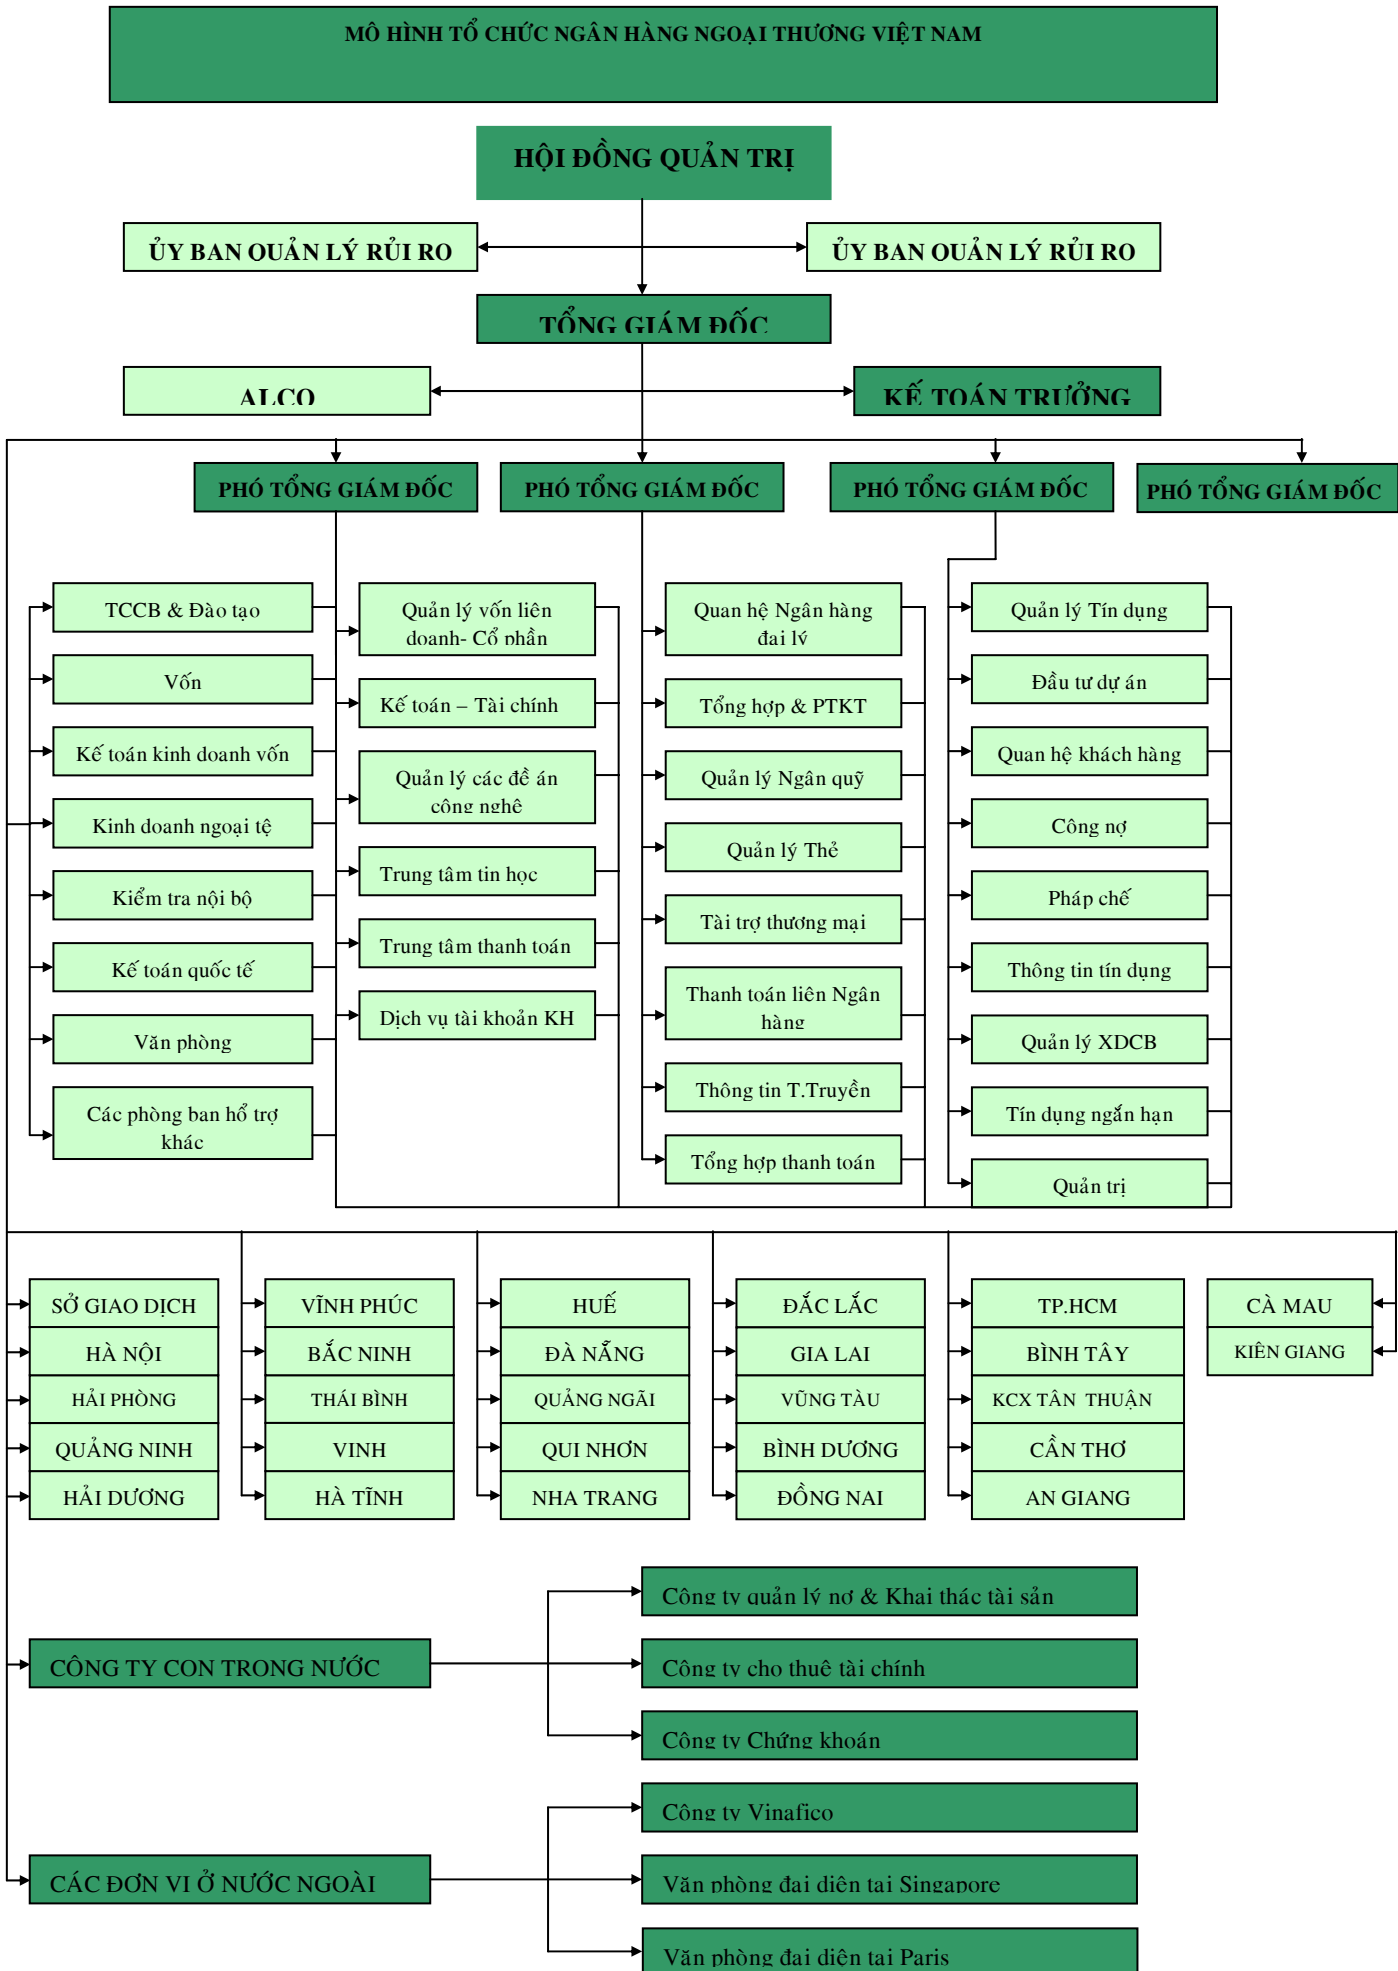 MÔ HÌNH TỔ CHỨC NGÂN HÀNG NGOẠI THƯƠNG VIỆT NAM
HỘI ĐỒNG QUẢN TRỊ
ỦY BAN QUẢN LÝ RỦI RO
ỦY BAN QUẢN LÝ RỦI RO
TỔNG GIÁM ĐỐC
ALCO
KẾ TOÁN TRƯỞNG
PHÓ TỔNG GIÁM ĐỐC
PHÓ TỔNG GIÁM ĐỐC
PHÓ TỔNG GIÁM ĐỐC
PHÓ TỔNG GIÁM ĐỐC
TCCB & Đào tạo
Vốn
Kế toán kinh doanh vốn
Kinh doanh ngoại tệ
Kiểm tra nội bộ
Kế toán quốc tế
Văn phòng
Các phòng ban hổ trợ
khác
Quản lý vốn liên
doanh- Cổ phần
Kế toán – Tài chính
Quản lý các đề án
công nghệ
Trung tâm tin học
Trung tâm thanh toán
Dịch vụ tài khoản KH
Quan hệ Ngân hàng
đại lý
Tổng hợp & PTKT
Quản lý Ngân quỹ
Quản lý Thẻ
Tài trợ thương mại
Thanh toán liên Ngân
hàng
Thông tin T.Truyền
Tổng hợp thanh toán
Quản lý Tín dụng
Đầu tư dự án
Quan hệ khách hàng
Công nợ
Pháp chế
Thông tin tín dụng
Quản lý XDCB
Tín dụng ngắn hạn
Quản trị
SỞ GIAO DỊCH
HÀ NỘI
HẢI PHÒNG
QUẢNG NINH
HẢI DƯƠNG
VĨNH PHÚC
BẮC NINH
THÁI BÌNH
VINH
HÀ TĨNH
HUẾ
ĐÀ NẴNG
QUẢNG NGÃI
QUI NHƠN
NHA TRANG
ĐẮC LẮC
GIA LAI
VŨNG TÀU
BÌNH DƯƠNG
ĐỒNG NAI
TP.HCM
BÌNH TÂY
KCX TÂN THUẬN
CẦN THƠ
AN GIANG
CÀ MAU
KIÊN GIANG
CÔNG TY CON TRONG NƯỚC
Công ty quản lý nợ & Khai thác tài sản
Công ty cho thuê tài chính
Công ty Chứng khoán
CÁC ĐƠN VỊ Ở NƯỚC NGOÀI
Công ty Vinafico
Văn phòng đại diện tại Singapore
Văn phòng đại diện tại Paris